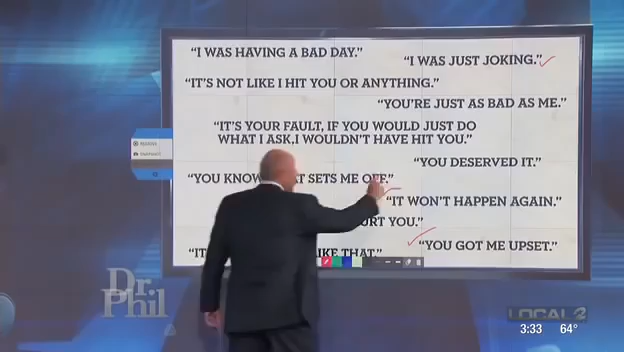 "I WAS HAVING A BAD DAY."
"I WAS JUST JOKING."
"IT'S NOT LIKE I HIT YOU OR ANYTHING."
"YOU'RE JUST AS BAD AS ME."
"IT'S YOUR FAULT, IF YOU WOULD JUST DO
WHAT I ASK,I WOULDN'T HAVE HIT YOU."
"YOU DESERVED IT."
"YOU KNOW SETS ME OFF."
"IT WON'T HAPPEN AGAIN."
YOU."
"YOU GOT ME UPSET."
"IT THAT."
Dr.
Phil
LOCAL 2
3:33 64°